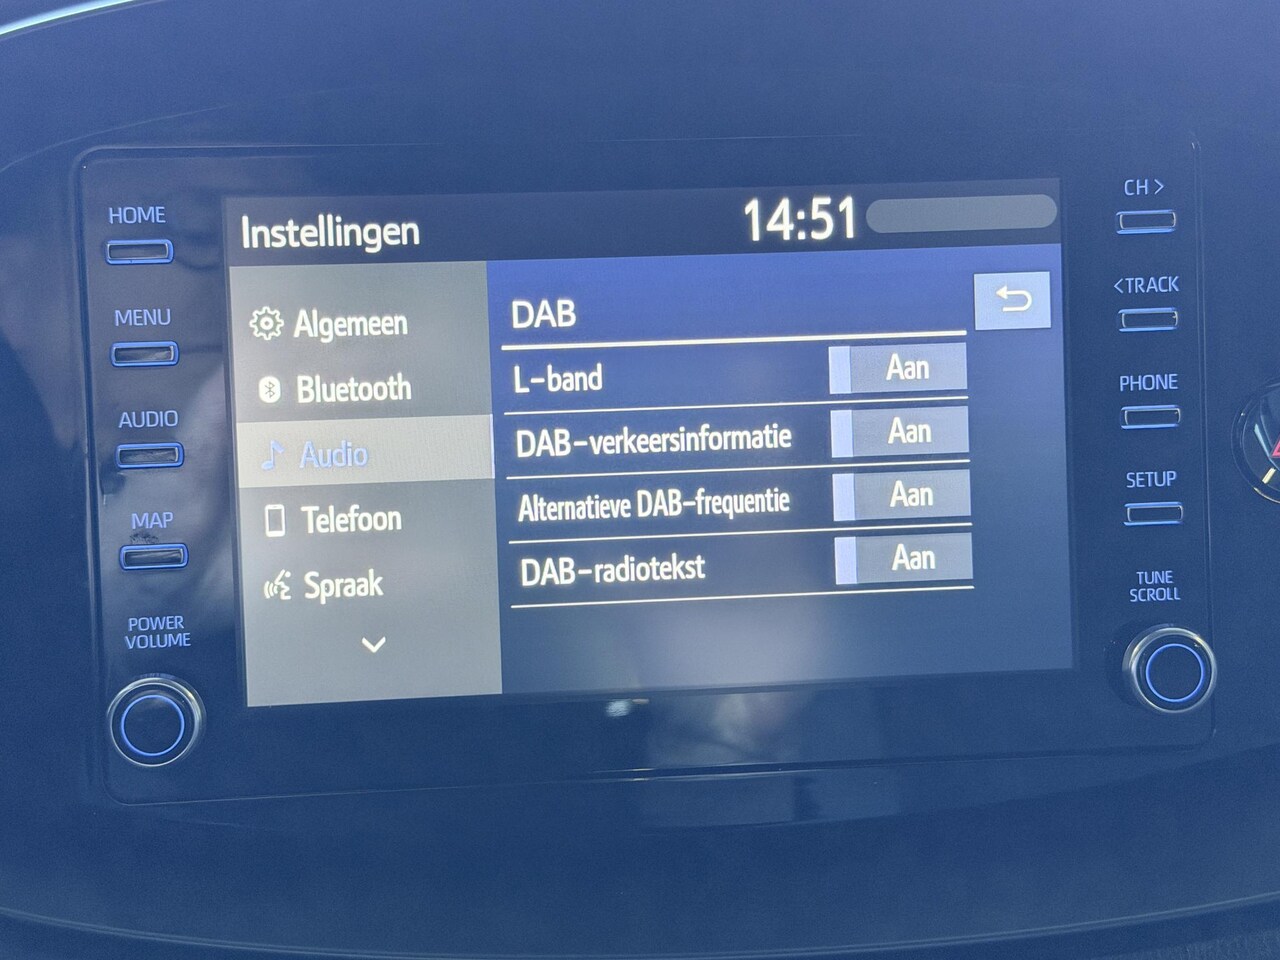 HOME
MENU
AUDIO
MAP
POWER
VOLUME
Instellingen
14:51
Algemeen
Bluetooth
Audio
Telefoon
Spraak
DAB
L-band Aan
DAB-verkeersinformatie Aan
Alternatieve DAB-frequentie Aan
DAB-radiotekst Aan
CH >
<TRACK
PHONE
SETUP
TUNE
SCROLL